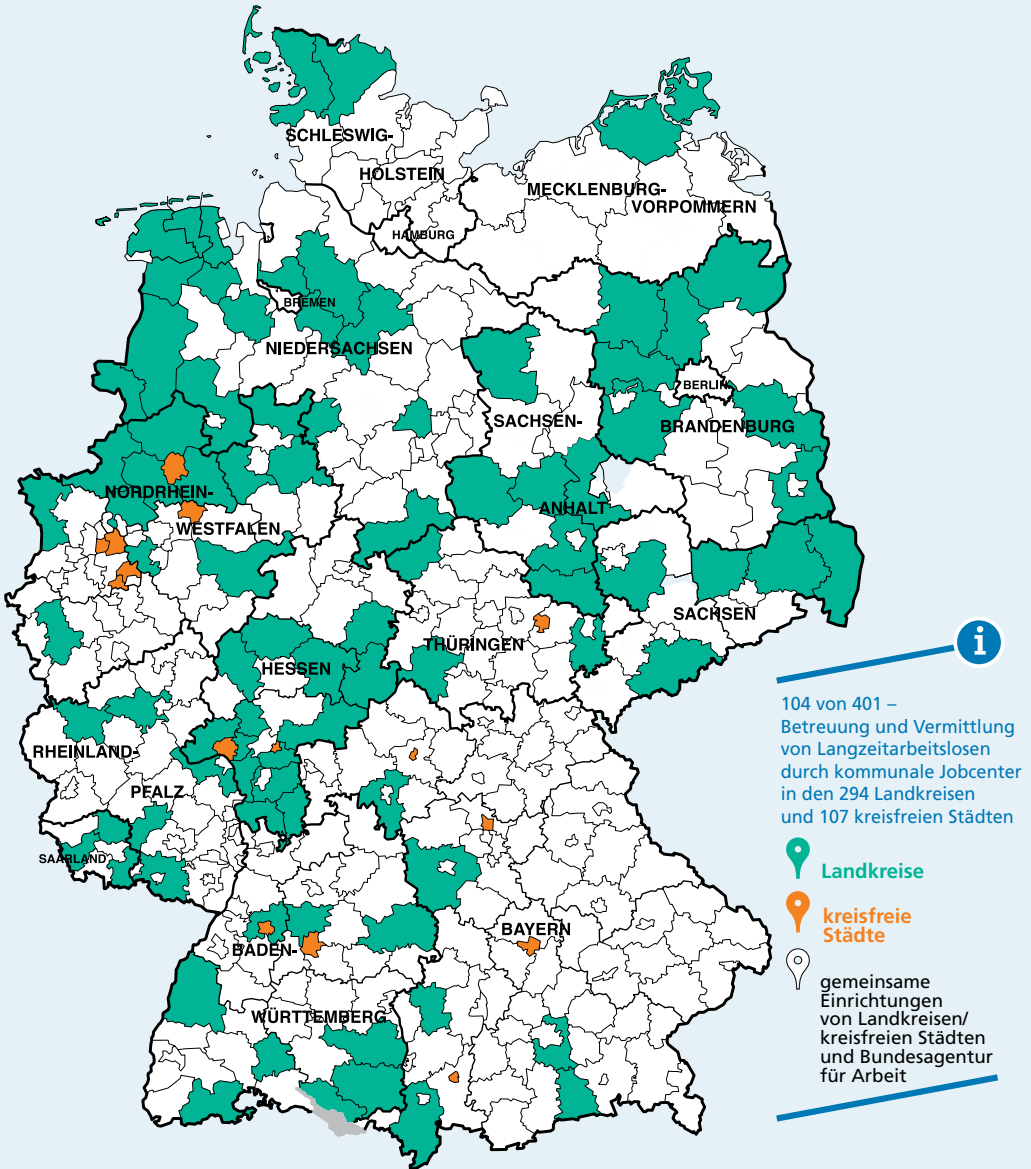 SCHLESWIG-
HOLSTEIN
MECKLENBURG-
VORPOMMERN
HAMBURG
BREMEN
NIEDERSACHSEN
BERLIN
SACHSEN-
BRANDENBURG
NORDRHEIN-
ANHALT
WESTFALEN
SACHSEN
THÜRINGEN
HESSEN
RHEINLAND-
PFALZ
SAARLAND
BAYERN
BADEN-
WÜRTTEMBERG
i
104 von 401 –
Betreuung und Vermittlung
von Langzeitarbeitslosen
durch kommunale Jobcenter
in den 294 Landkreisen
und 107 kreisfreien Städten
Landkreise
kreisfreie
Städte
gemeinsame
Einrichtungen
von Landkreisen/
kreisfreien Städten
und Bundesagentur
für Arbeit